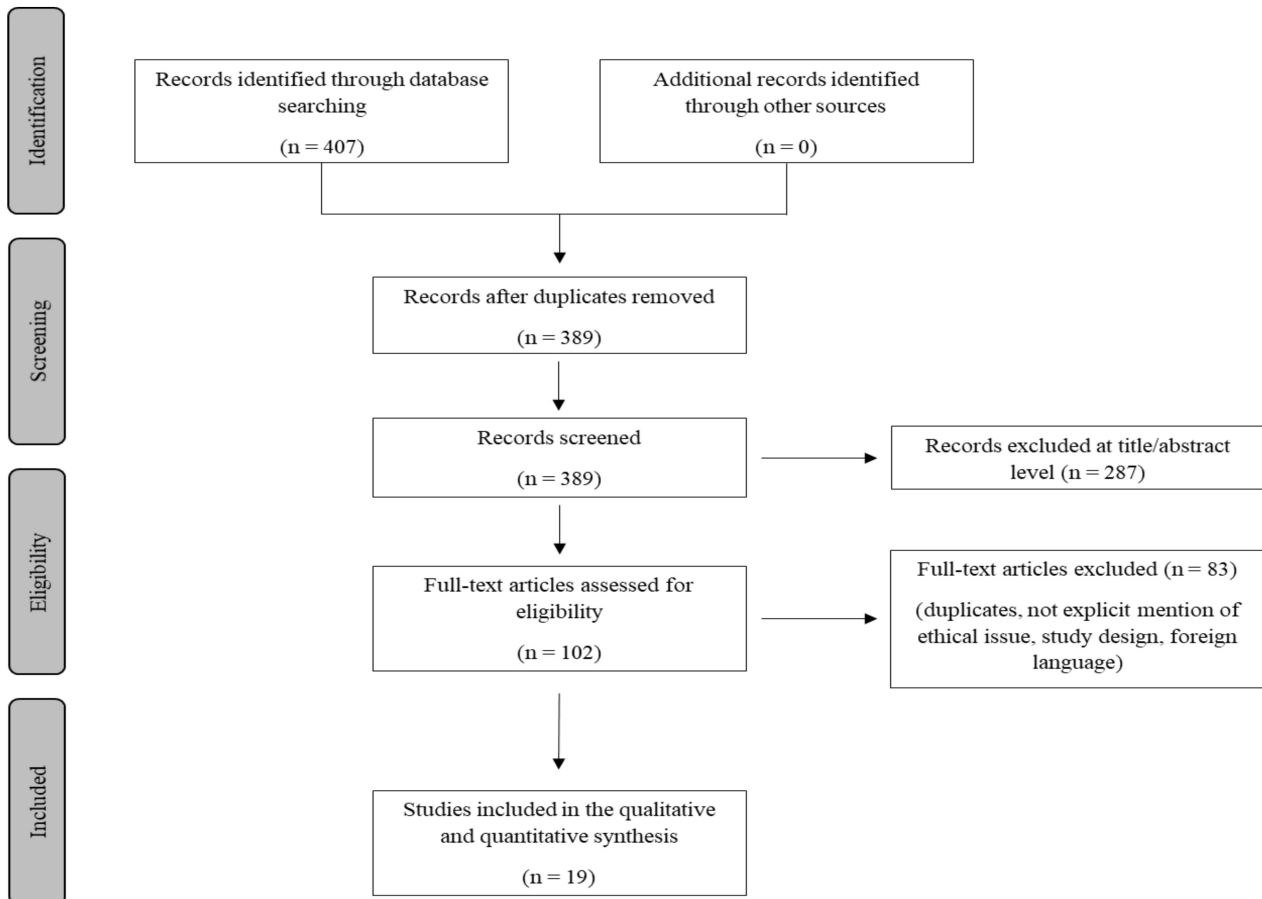 Identification
Records identified through database
searching
(n = 407)
Additional records identified
through other sources
(n = 0)
Screening
Records after duplicates removed
(n = 389)
Records screened
(n = 389)
Records excluded at title/abstract
level (n = 287)
Eligibility
Full-text articles assessed for
eligibility
(n = 102)
Full-text articles excluded (n = 83)
(duplicates, not explicit mention of
ethical issue, study design, foreign
language)
Included
Studies included in the qualitative
and quantitative synthesis
(n = 19)